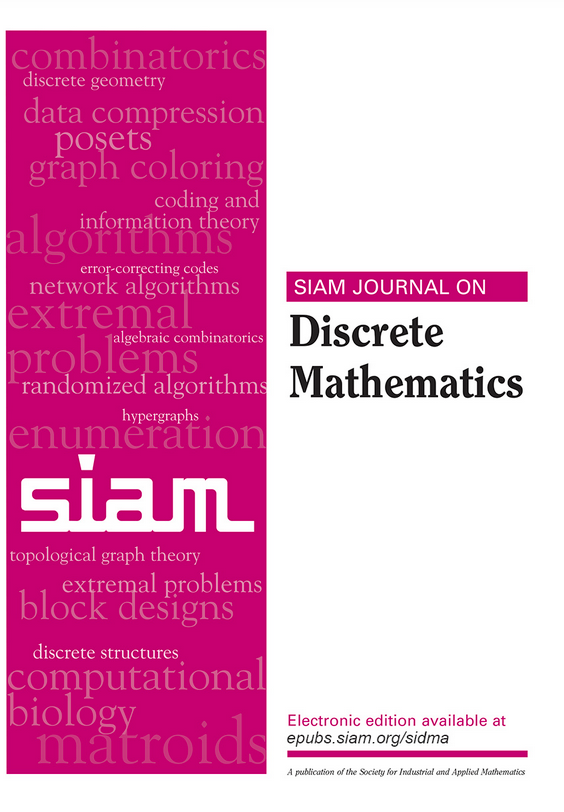 combinatorics
discrete geometry
data compression
posets
graph coloring
coding and
information theory
algorithms
error-correcting codes
network algorithms
extremal
algebraic combinatorics
problems
randomized algorithms
hypergraphs
enumeration
siam
topological graph theory
extremal problems
block designs
discrete structures
computational
biology
matroids
SIAM JOURNAL ON
Discrete
Mathematics
Electronic edition available at
epubs.siam.org/sidma
A publication of the Society for Industrial and Applied Mathematics